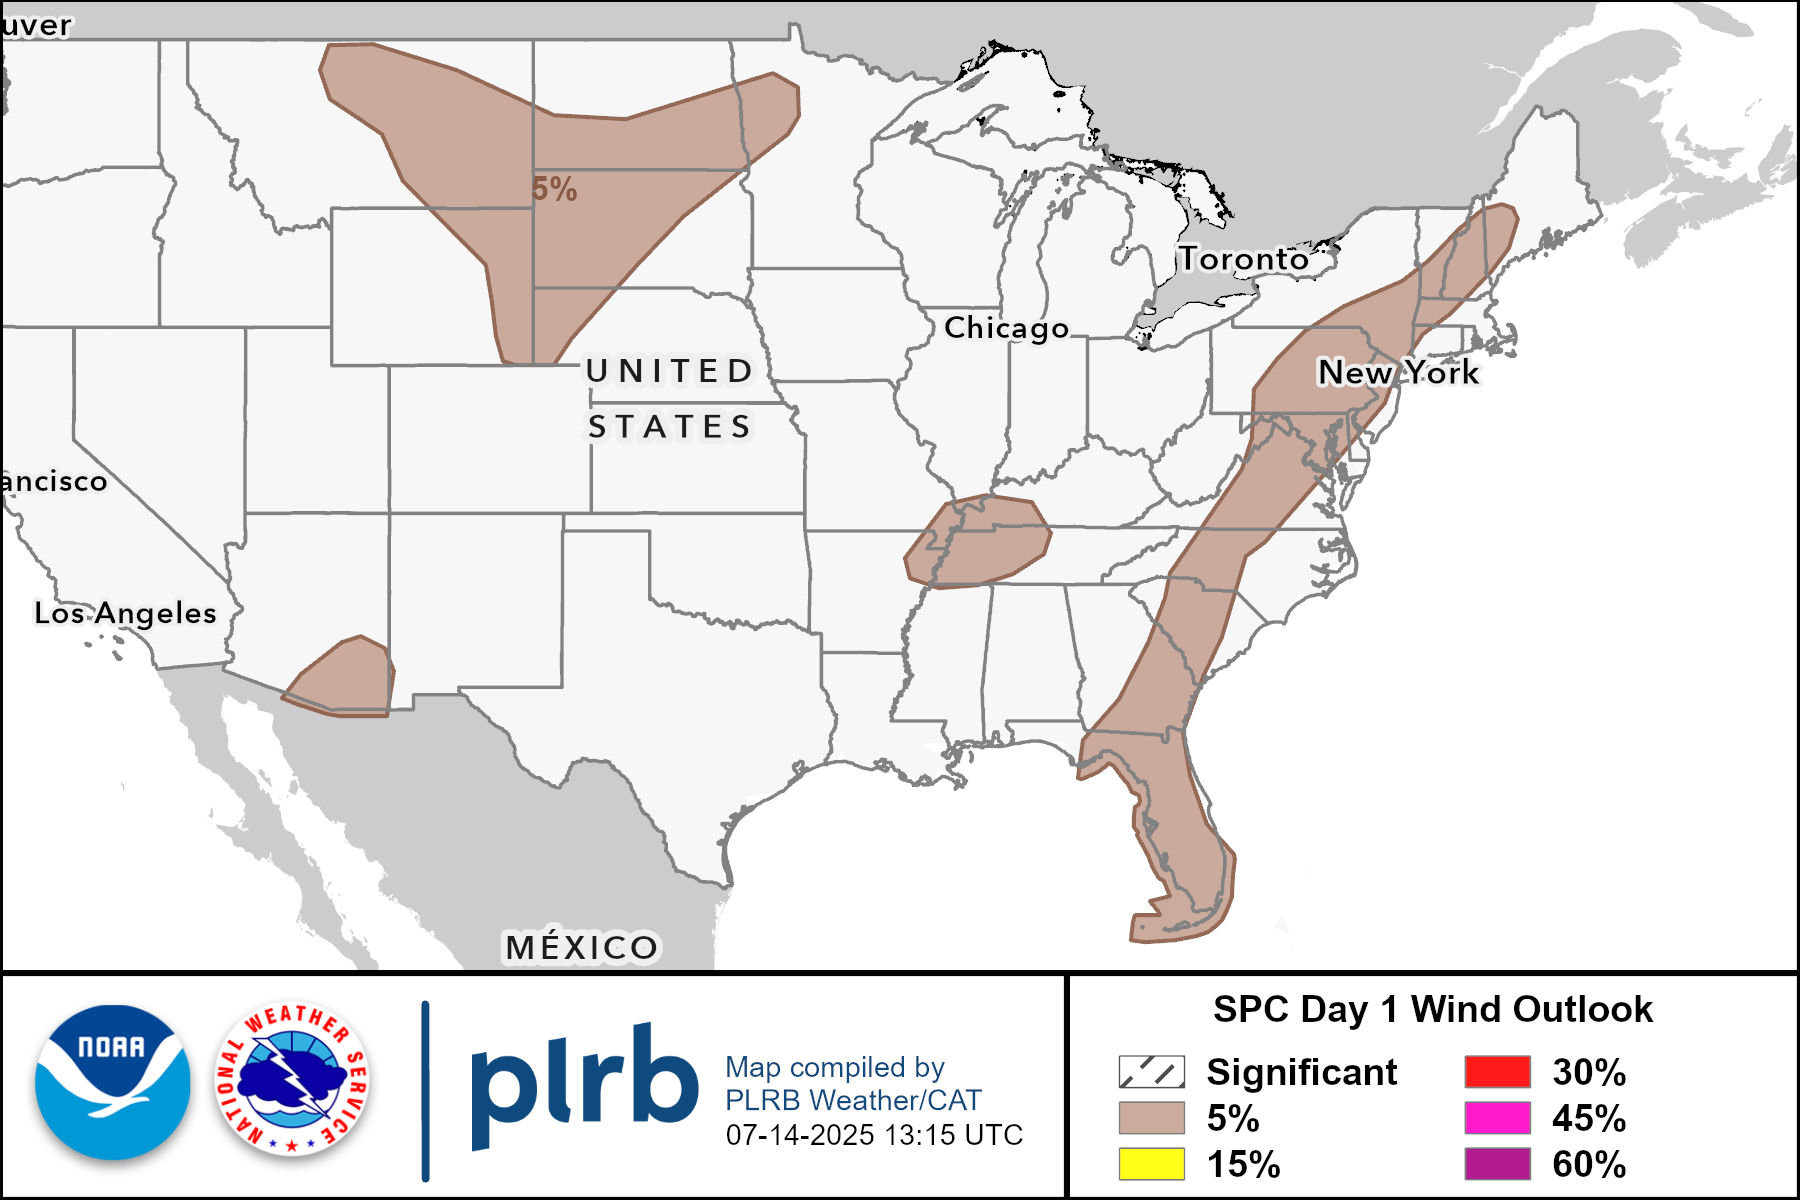 uver
5%
Toronto
Chicago
UNITED
New York
STATES
ancisco
Los Angeles
MÉXICO
NOAA
NATIONAL WEATHER SERVICE
plrb
Map compiled by
PLRB Weather/CAT
07-14-2025 13:15 UTC
SPC Day 1 Wind Outlook
Significant
5%
15%
30%
45%
60%